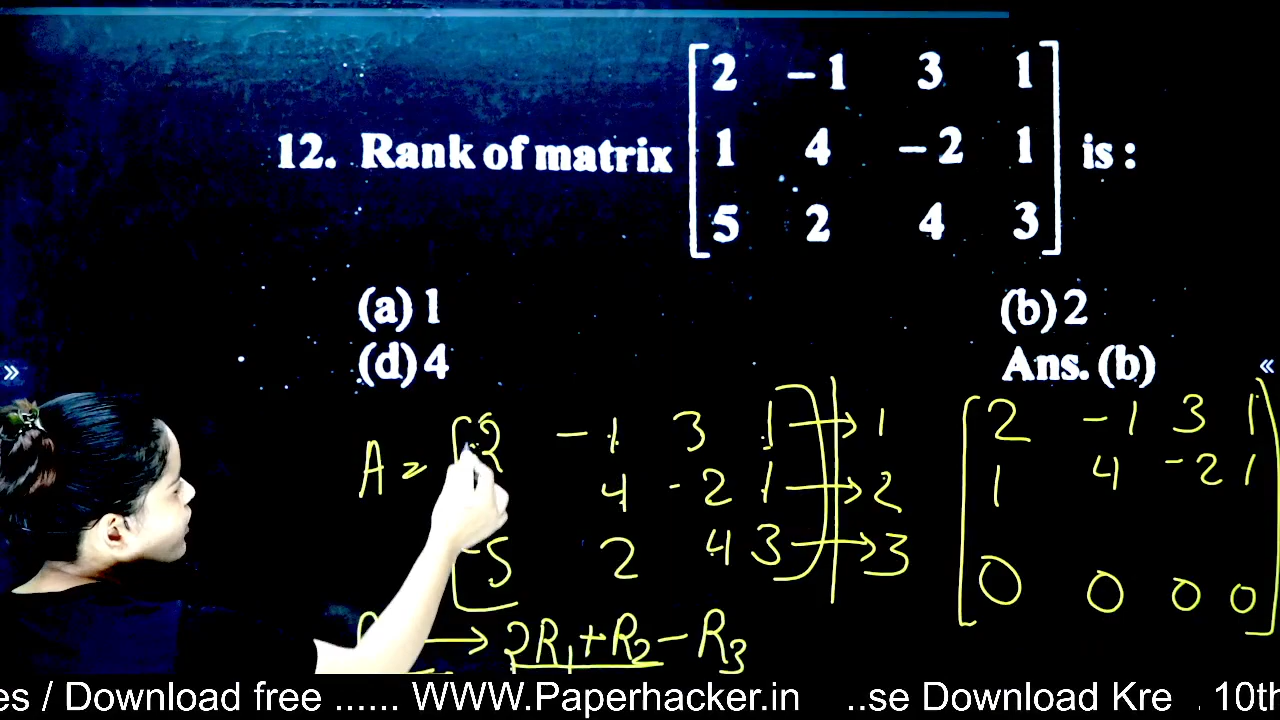 2 – 1 3 1
12. Rank of matrix 1 4 – 2 1 is :
5 2 4 3
(a) 1 (b) 2
(d) 4 Ans. (b)
» «
A = 2 – 1 3 1 → 1
4 - 2 1 → 2
5 2 4 3 → 3
→ 2R₁ + R₂ – R₃
2 – 1 3 1
1 4 – 2 1
0 0 0 0
es / Download free ...... WWW.Paperhacker.in ..se Download Kre . 10th